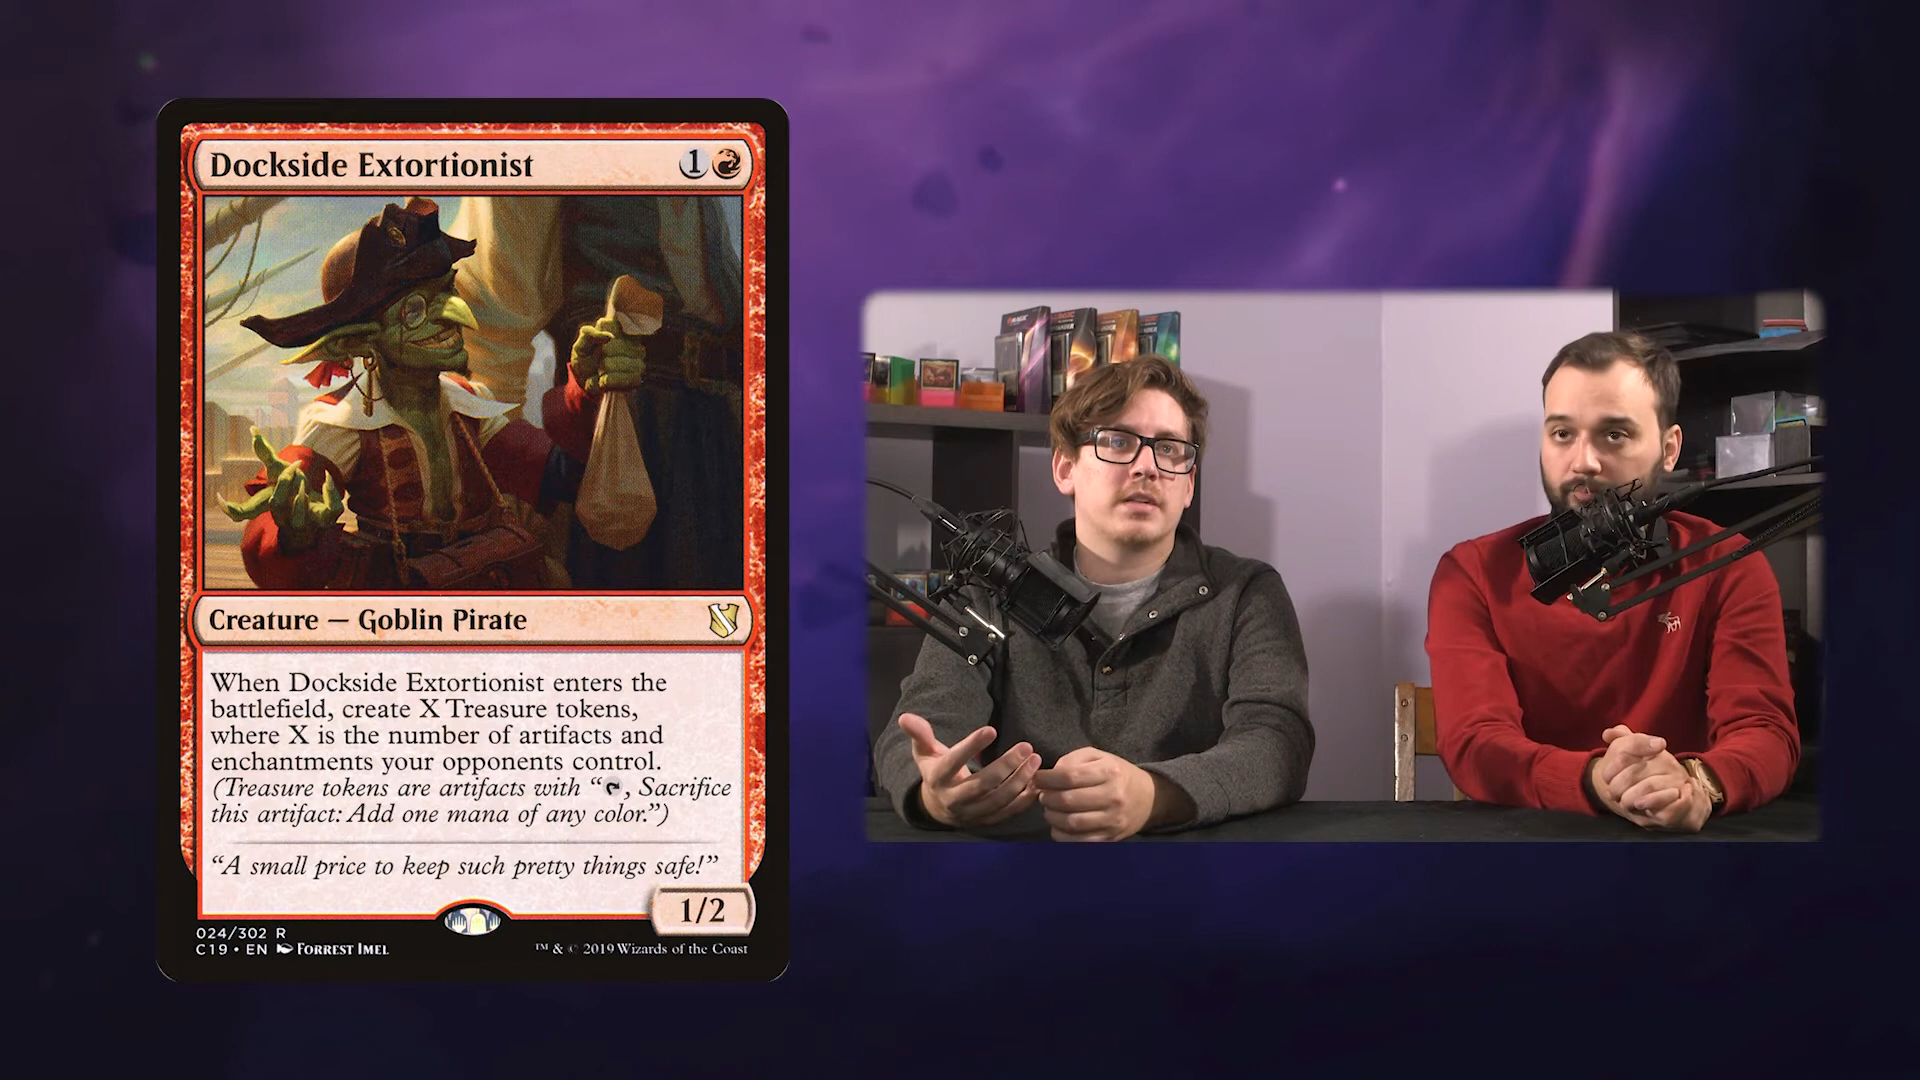 Dockside Extortionist 1
Creature — Goblin Pirate
When Dockside Extortionist enters the
battlefield, create X Treasure tokens,
where X is the number of artifacts and
enchantments your opponents control.
(Treasure tokens are artifacts with “, Sacrifice
this artifact: Add one mana of any color.”)
“A small price to keep such pretty things safe!”
1/2
024/302 R
C19 • EN FORREST IMEL
™ & © 2019 Wizards of the Coast